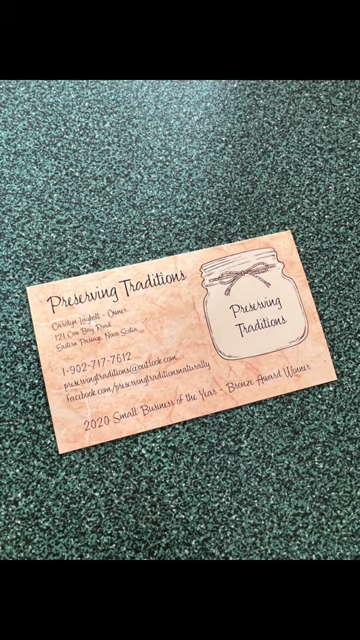 Preserving Traditions
Carolyn - Owner
121 Cow Bay Road
Eastern Passage, Nova Scotia
1-902-717-7612
preservingtraditions@outlook.com
facebook.com/preservingtraditionsnaturally
2020 Small Business of the Year - Bronze Award Winner
Preserving
Traditions